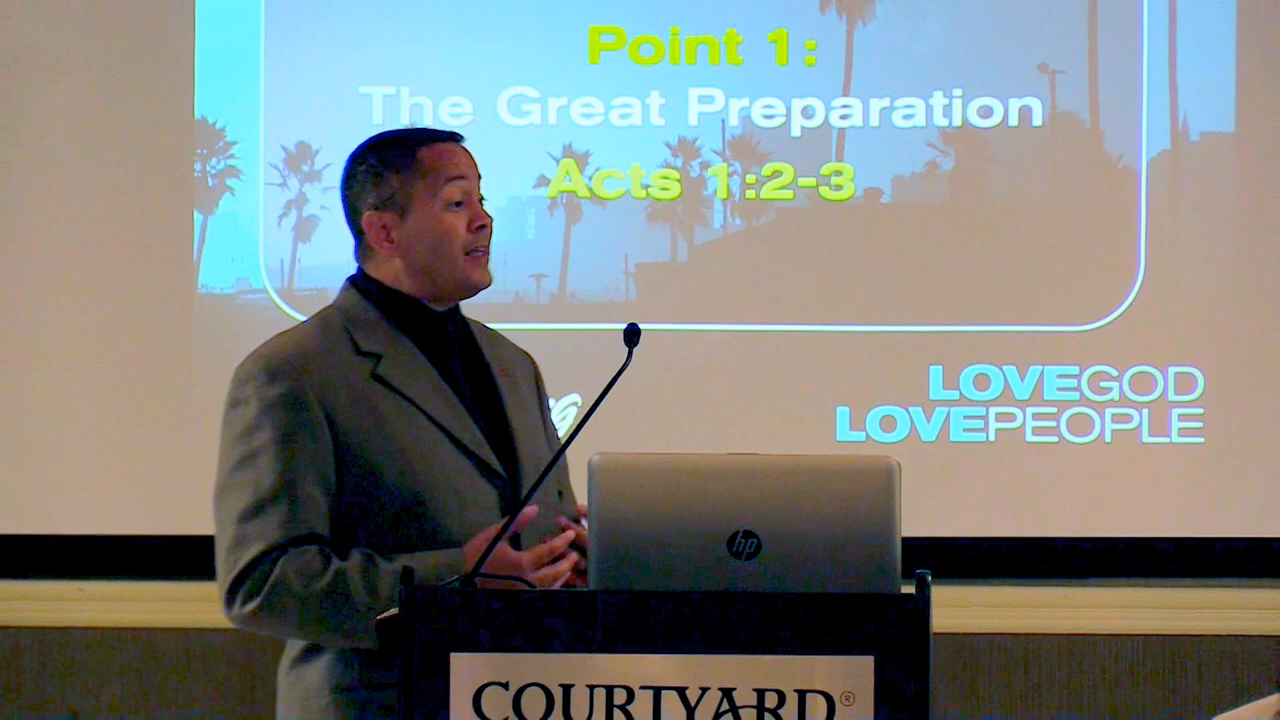 Point 1:
The Great Preparation
Acts 1:2-3
LOVEGOD
LOVEPEOPLE
hp
COURTYARD®